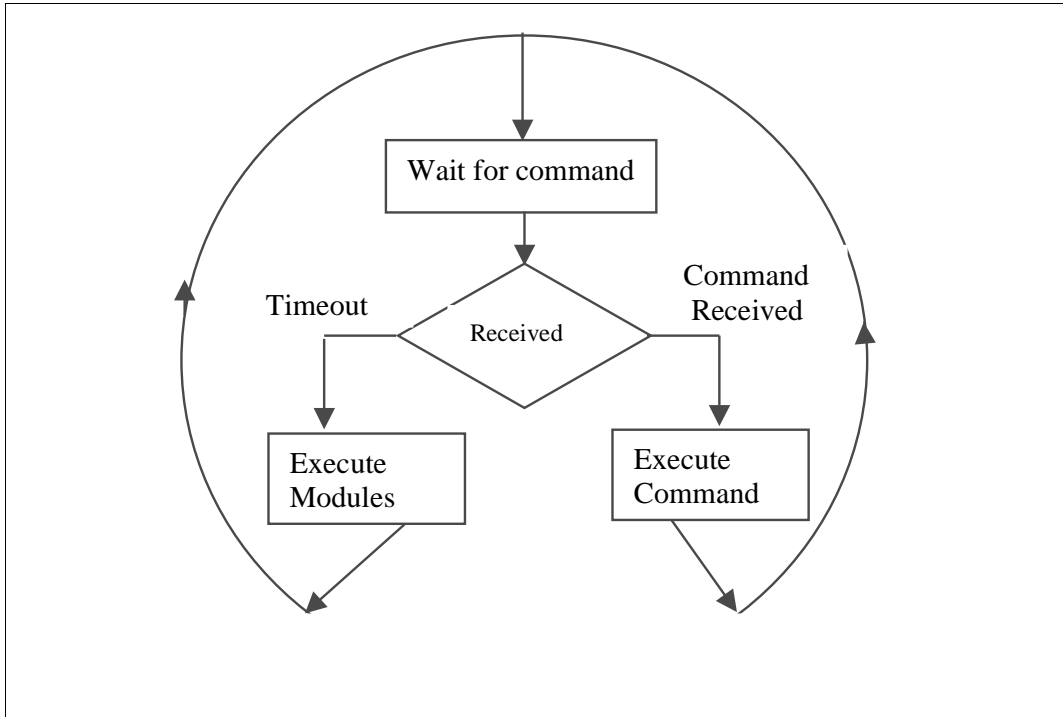 Wait for command
Timeout
Command
Received
Received
Execute
Modules
Execute
Command